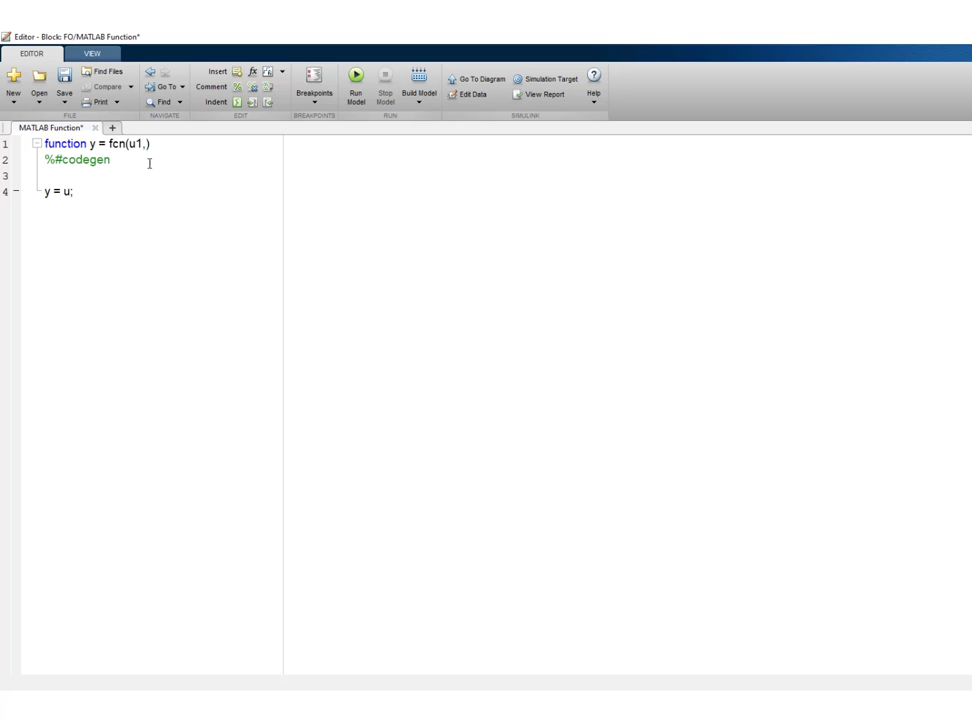 Editor - Block: FO/MATLAB Function*
EDITOR VIEW
Find Files Insert fx Go To Diagram Simulation Target
New Open Save Compare Go To Comment % Breakpoints Run Model Stop Model Build Model Edit Data View Report Help
Print Find Indent
FILE NAVIGATE EDIT BREAKPOINTS RUN SIMULINK
MATLAB Function* × +
1 function y = fcn(u1,)
2 %#codegen
3
4 – y = u;